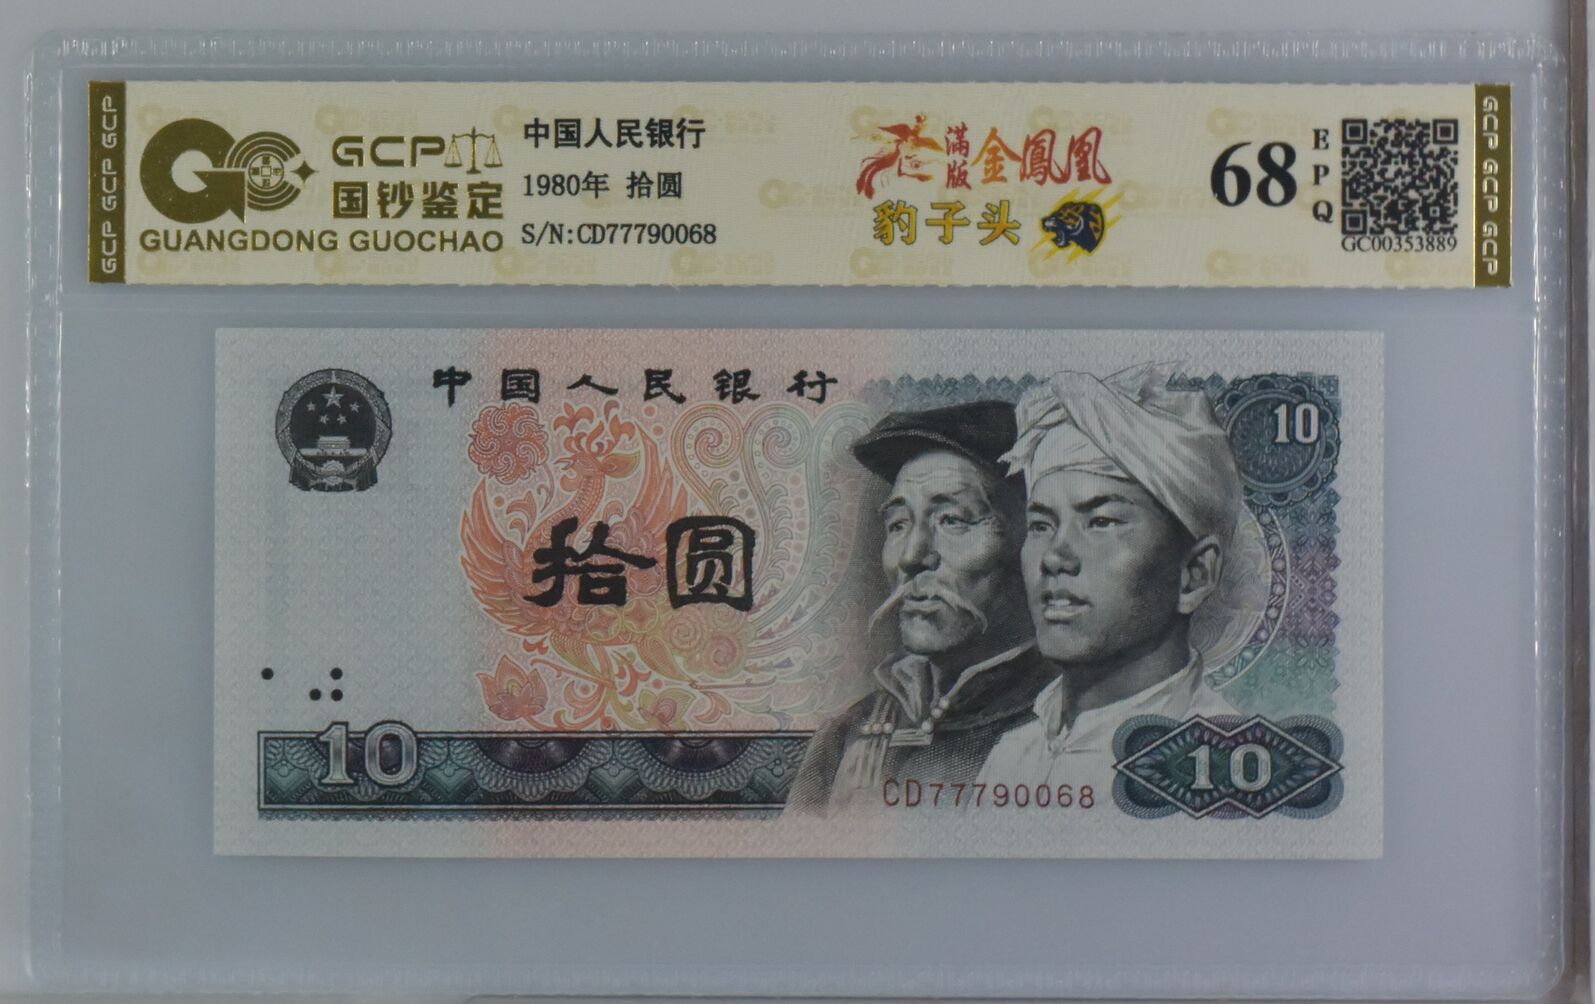 GCP GCP GCP
GCP
国钞鉴定
GUANGDONG GUOCHAO
中国人民银行
1980年 拾圆
S/N:CD77790068
满版金鳳凰
豹子头
68
EPQ
GC00353889
GCP GCP GCP
中国人民银行
10
拾圆
10
CD77790068
10